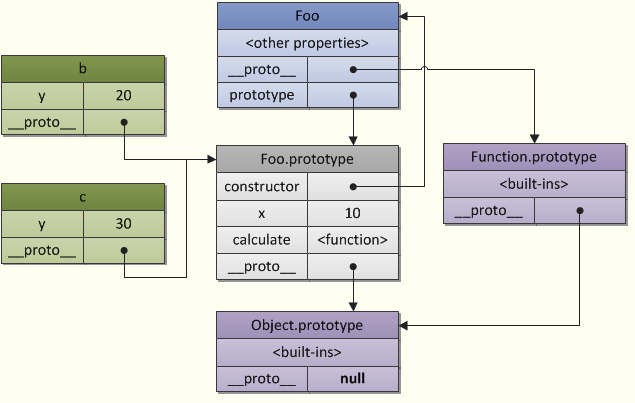 Foo
<other properties>
__proto__
prototype
b
y 20
__proto__
c
y 30
__proto__
Foo.prototype
constructor
x 10
calculate <function>
__proto__
Function.prototype
<built-ins>
__proto__
Object.prototype
<built-ins>
__proto__ null